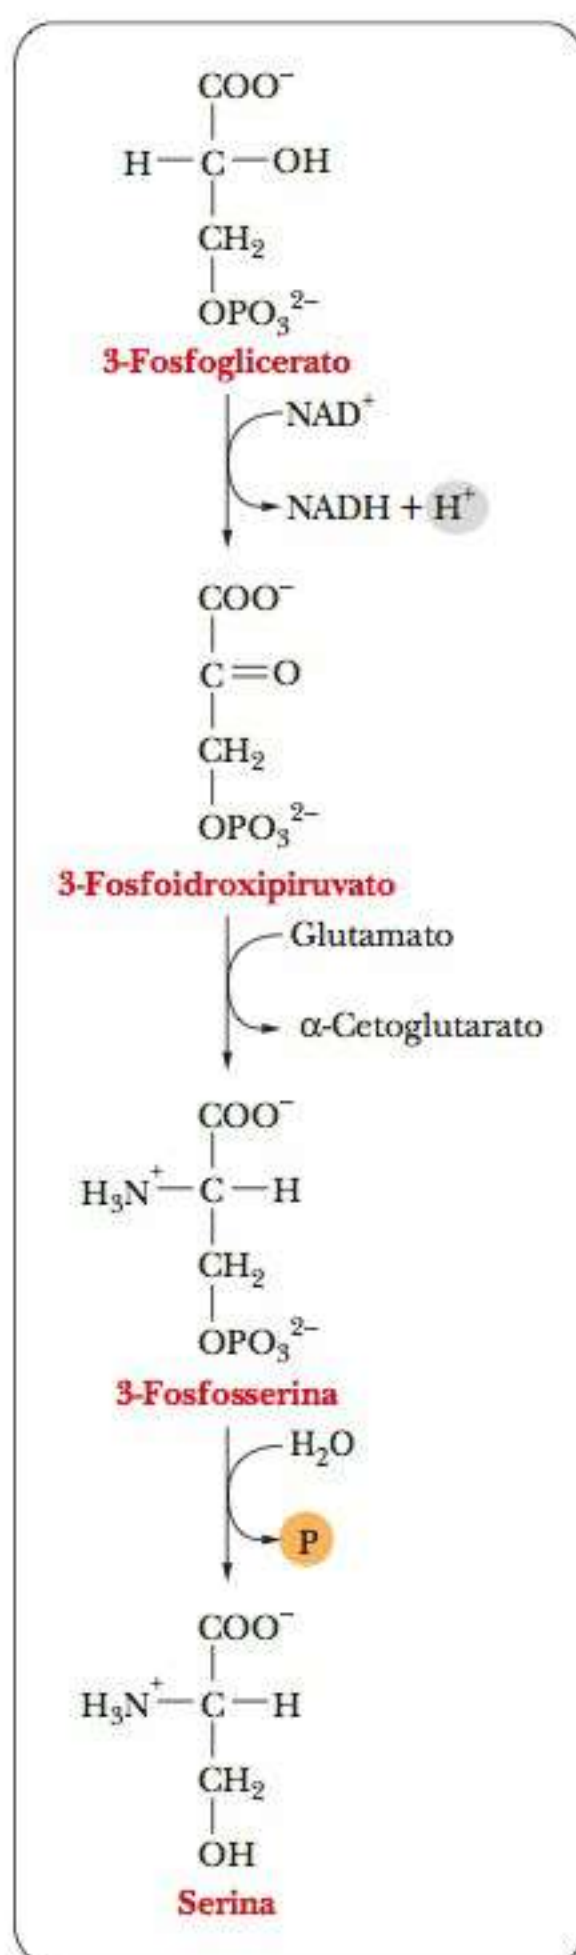 COO⁻
H—C—OH
CH₂
OPO₃²⁻
3-Fosfoglicerato
NAD⁺
NADH + H⁺
COO⁻
C=O
CH₂
OPO₃²⁻
3-Fosfoidroxipiruvato
Glutamato
α-Cetoglutarato
COO⁻
H₃N⁺—C—H
CH₂
OPO₃²⁻
3-Fosfosserina
H₂O
P
COO⁻
H₃N⁺—C—H
CH₂
OH
Serina